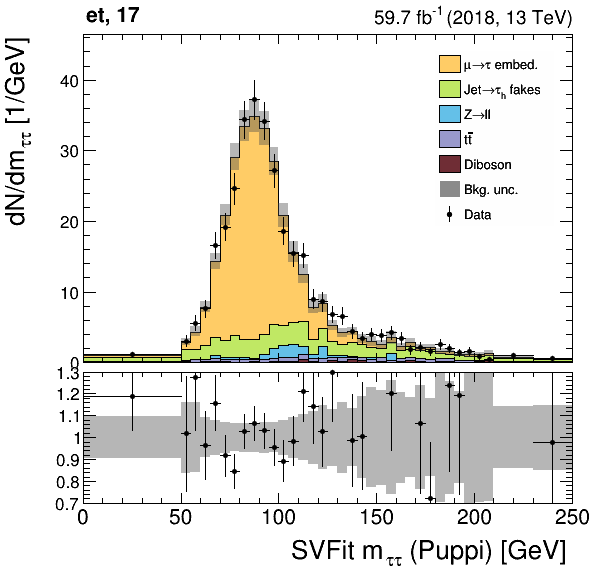 et, 17
59.7 fb⁻¹ (2018, 13 TeV)
dN/dm_ττ [1/GeV]
μ→τ embed.
Jet→τ_h fakes
Z→ll
tt̄
Diboson
Bkg. unc.
Data
40
30
20
10
0
1.3
1.2
1.1
1
0.9
0.8
0.7
0 50 100 150 200 250
SVFit m_ττ (Puppi) [GeV]